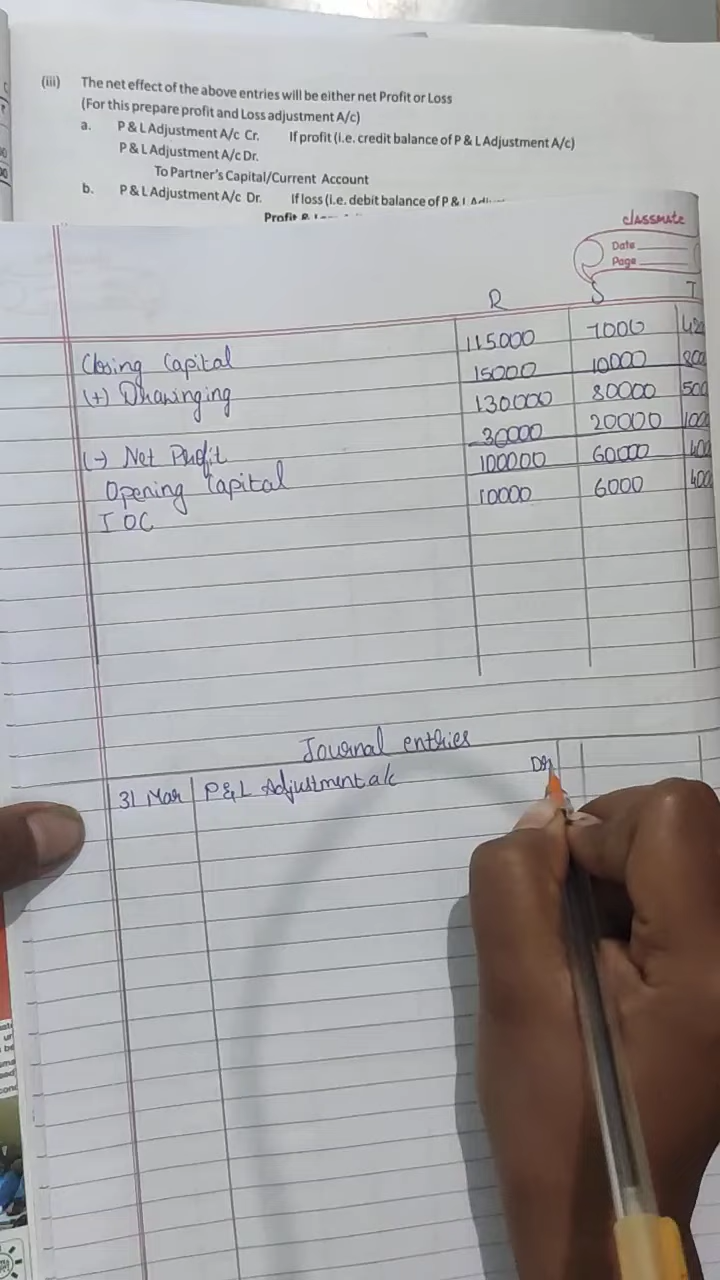 (iii) The net effect of the above entries will be either net Profit or Loss
(For this prepare profit and Loss adjustment A/c)
a. P & L Adjustment A/c Cr. If profit (i.e. credit balance of P & L Adjustment A/c)
P & L Adjustment A/c Dr.
To Partner's Capital/Current Account
b. P & L Adjustment A/c Dr. If loss (i.e. debit balance of P & L
Profit &
classmate
Date
Page
R S T
Closing Capital 115000 7000
(+) Drawinging 15000 10000
130000 80000
(-) Net Profit 30000 20000
Opening Capital 100000 60000
IOC 10000 6000
Journal entries
31 Mar P&L Adjustment a/c Dr